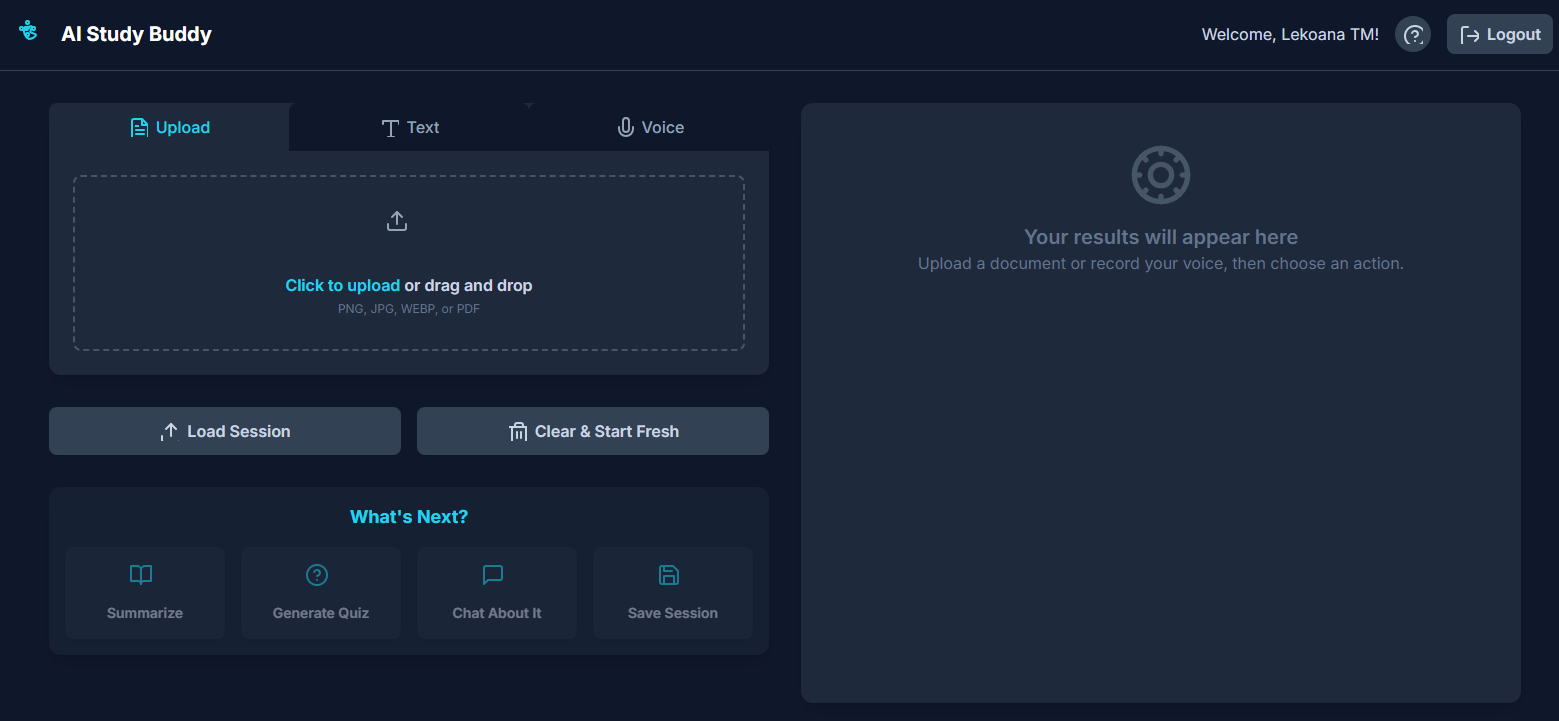 AI Study Buddy
Welcome, Lekoana TM!
Logout
Upload
Text
Voice
Click to upload or drag and drop
PNG, JPG, WEBP, or PDF
Load Session
Clear & Start Fresh
What's Next?
Summarize
Generate Quiz
Chat About It
Save Session
Your results will appear here
Upload a document or record your voice, then choose an action.